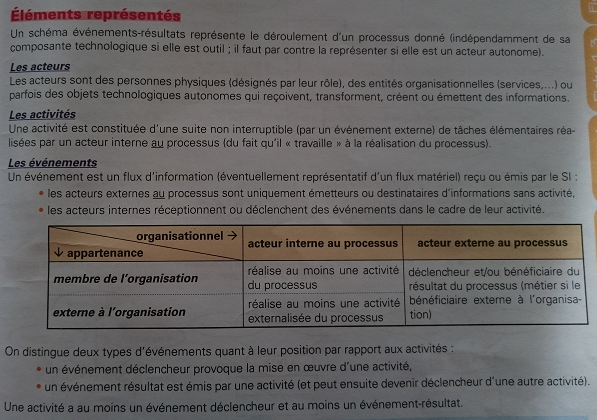 Éléments représentés
Un schéma événements-résultats représente le déroulement d'un processus donné (indépendamment de sa
composante technologique si elle est outil ; il faut par contre la représenter si elle est un acteur autonome).
Les acteurs
Les acteurs sont des personnes physiques (désignés par leur rôle), des entités organisationnelles (services,...) ou
parfois des objets technologiques autonomes qui reçoivent, transforment, créent ou émettent des informations.
Les activités
Une activité est constituée d'une suite non interruptible (par un événement externe) de tâches élémentaires réa-
lisées par un acteur interne au processus (du fait qu'il « travaille » à la réalisation du processus).
Les événements
Un événement est un flux d'information (éventuellement représentatif d'un flux matériel) reçu ou émis par le SI :
• les acteurs externes au processus sont uniquement émetteurs ou destinataires d'informations sans activité,
• les acteurs internes réceptionnent ou déclenchent des événements dans le cadre de leur activité.
organisationnel →
↓ appartenance
acteur interne au processus
acteur externe au processus
membre de l'organisation
réalise au moins une activité
du processus
déclencheur et/ou bénéficiaire du
résultat du processus (métier si le
bénéficiaire externe à l'organisa-
tion)
externe à l'organisation
réalise au moins une activité
externalisée du processus
On distingue deux types d'événements quant à leur position par rapport aux activités :
• un événement déclencheur provoque la mise en œuvre d'une activité,
• un événement résultat est émis par une activité (et peut ensuite devenir déclencheur d'une autre activité).
Une activité a au moins un événement déclencheur et au moins un événement-résultat.